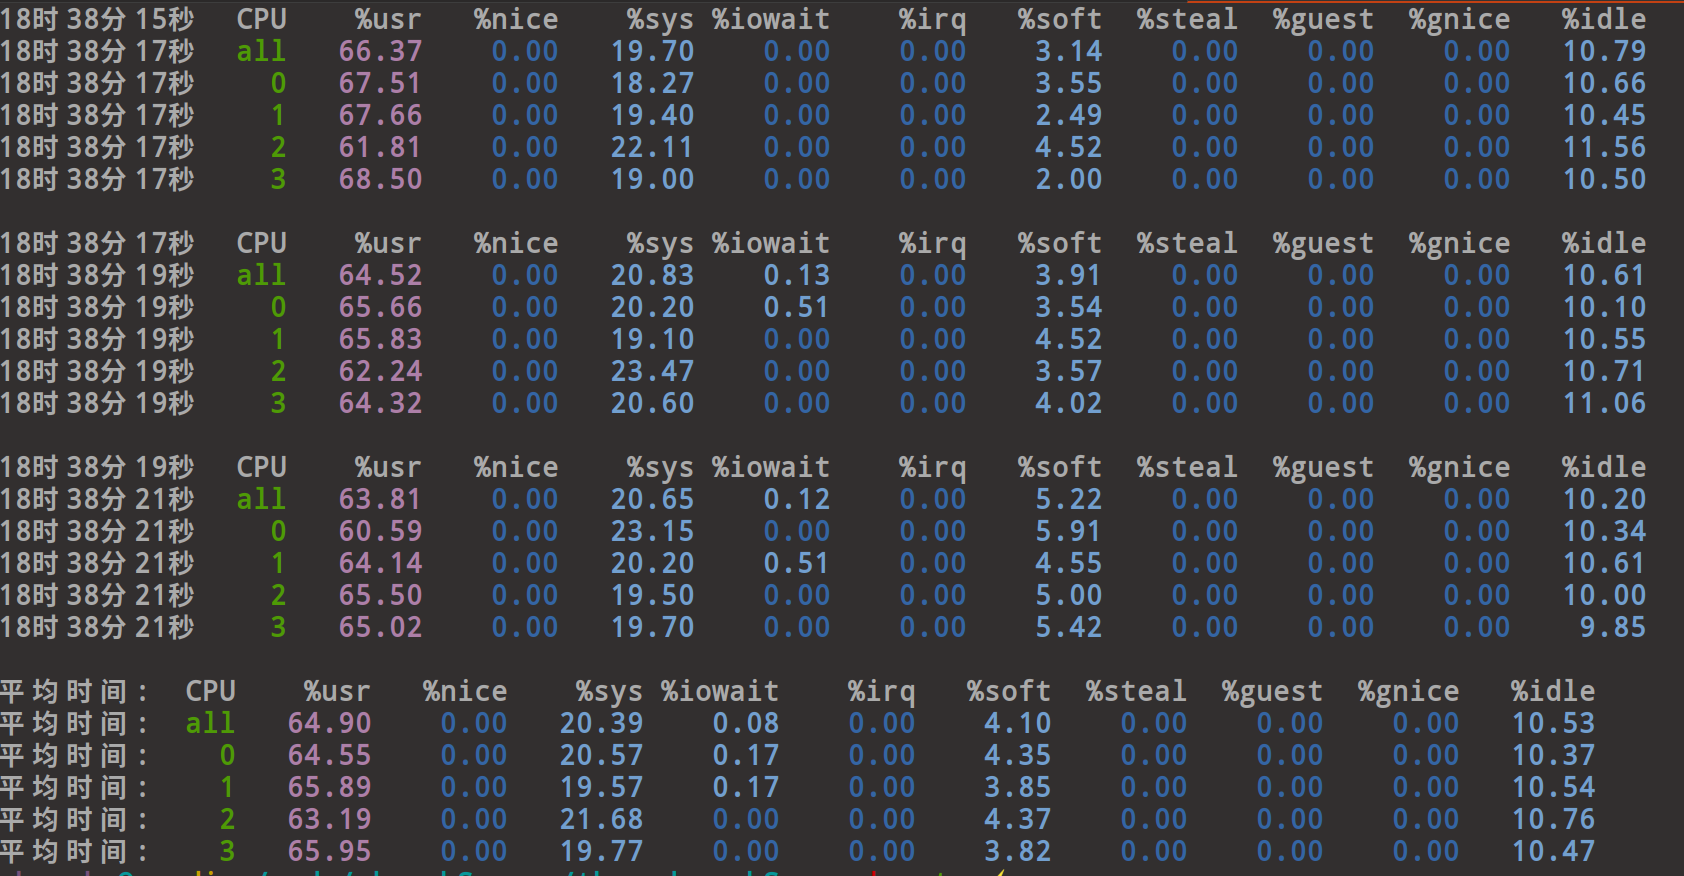 18时 38分 15秒 CPU %usr %nice %sys %iowait %irq %soft %steal %guest %gnice %idle
18时 38分 17秒 all 66.37 0.00 19.70 0.00 0.00 3.14 0.00 0.00 0.00 10.79
18时 38分 17秒 0 67.51 0.00 18.27 0.00 0.00 3.55 0.00 0.00 0.00 10.66
18时 38分 17秒 1 67.66 0.00 19.40 0.00 0.00 2.49 0.00 0.00 0.00 10.45
18时 38分 17秒 2 61.81 0.00 22.11 0.00 0.00 4.52 0.00 0.00 0.00 11.56
18时 38分 17秒 3 68.50 0.00 19.00 0.00 0.00 2.00 0.00 0.00 0.00 10.50
18时 38分 17秒 CPU %usr %nice %sys %iowait %irq %soft %steal %guest %gnice %idle
18时 38分 19秒 all 64.52 0.00 20.83 0.13 0.00 3.91 0.00 0.00 0.00 10.61
18时 38分 19秒 0 65.66 0.00 20.20 0.51 0.00 3.54 0.00 0.00 0.00 10.10
18时 38分 19秒 1 65.83 0.00 19.10 0.00 0.00 4.52 0.00 0.00 0.00 10.55
18时 38分 19秒 2 62.24 0.00 23.47 0.00 0.00 3.57 0.00 0.00 0.00 10.71
18时 38分 19秒 3 64.32 0.00 20.60 0.00 0.00 4.02 0.00 0.00 0.00 11.06
18时 38分 19秒 CPU %usr %nice %sys %iowait %irq %soft %steal %guest %gnice %idle
18时 38分 21秒 all 63.81 0.00 20.65 0.12 0.00 5.22 0.00 0.00 0.00 10.20
18时 38分 21秒 0 60.59 0.00 23.15 0.00 0.00 5.91 0.00 0.00 0.00 10.34
18时 38分 21秒 1 64.14 0.00 20.20 0.51 0.00 4.55 0.00 0.00 0.00 10.61
18时 38分 21秒 2 65.50 0.00 19.50 0.00 0.00 5.00 0.00 0.00 0.00 10.00
18时 38分 21秒 3 65.02 0.00 19.70 0.00 0.00 5.42 0.00 0.00 0.00 9.85
平均时间: CPU %usr %nice %sys %iowait %irq %soft %steal %guest %gnice %idle
平均时间: all 64.90 0.00 20.39 0.08 0.00 4.10 0.00 0.00 0.00 10.53
平均时间: 0 64.55 0.00 20.57 0.17 0.00 4.35 0.00 0.00 0.00 10.37
平均时间: 1 65.89 0.00 19.57 0.17 0.00 3.85 0.00 0.00 0.00 10.54
平均时间: 2 63.19 0.00 21.68 0.00 0.00 4.37 0.00 0.00 0.00 10.76
平均时间: 3 65.95 0.00 19.77 0.00 0.00 3.82 0.00 0.00 0.00 10.47